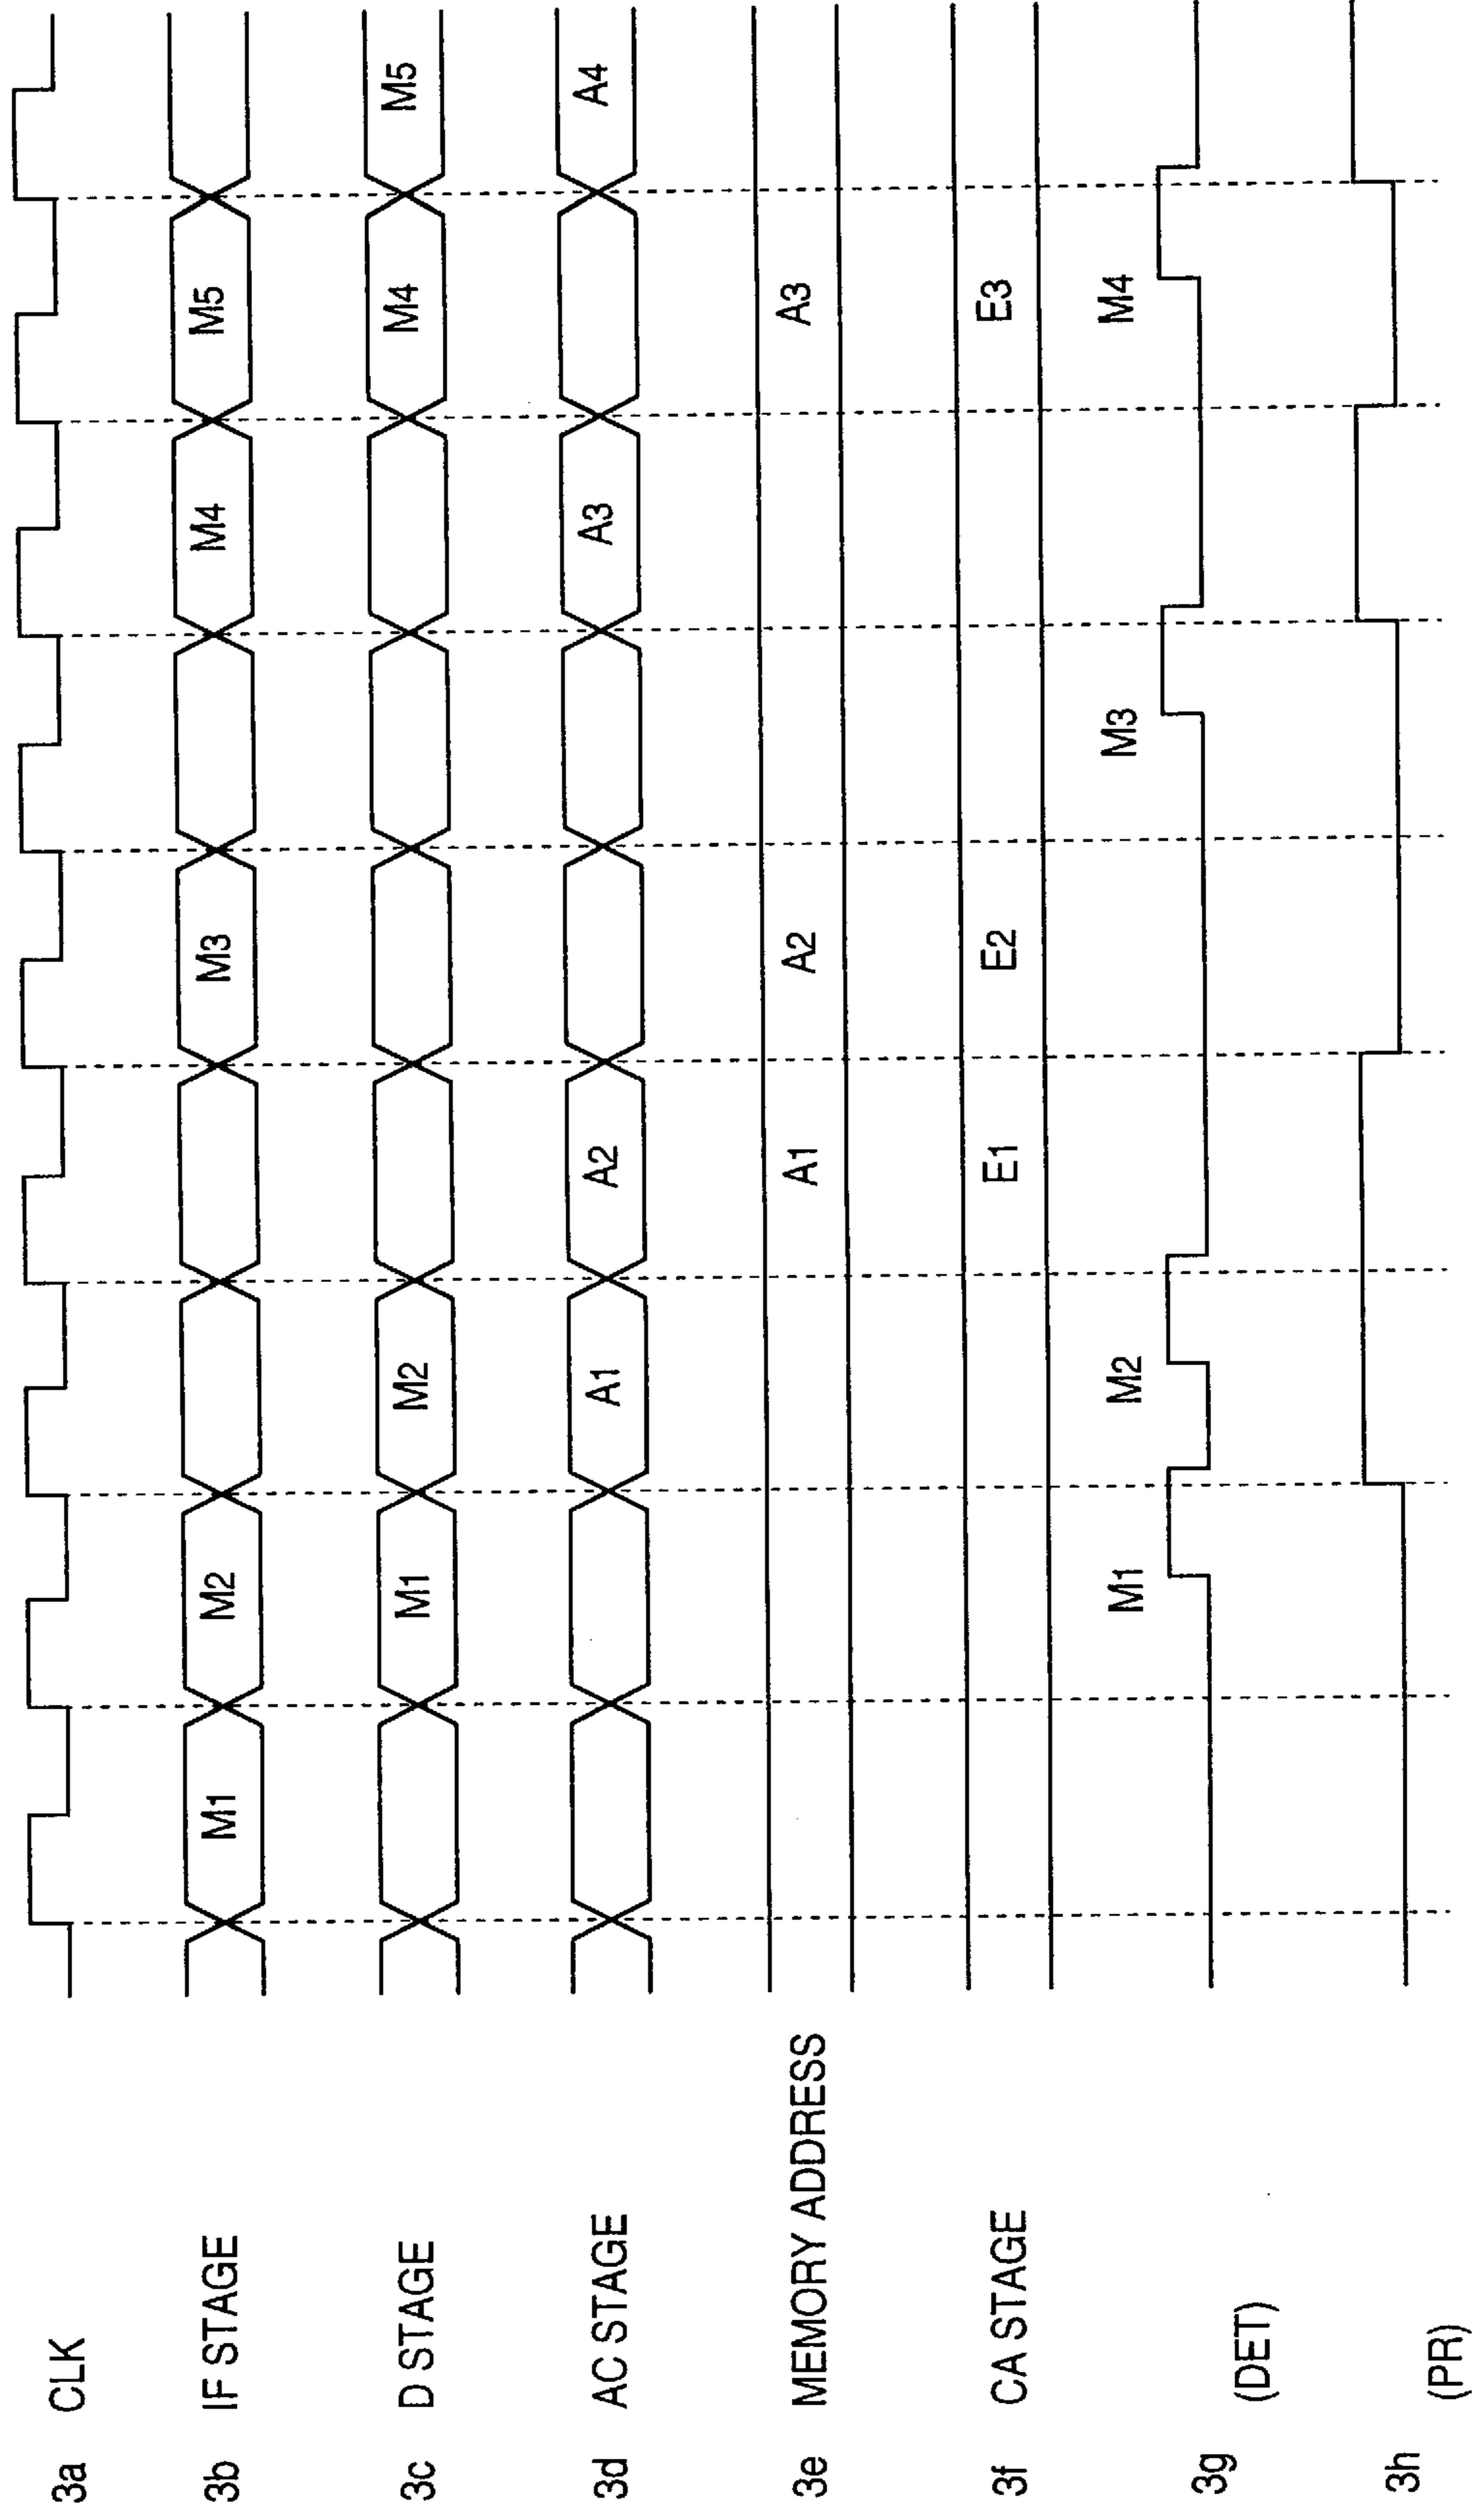 3a CLK
3b IF STAGE M1 M2 M3 M4 M5
3c D STAGE M1 M2 M4 M5
3d AC STAGE A1 A2 A3 A4
3e MEMORY ADDRESS A1 A2 A3
3f CA STAGE E1 E2 E3
M1 M2 M3 M4
3g (DET)
3h (PR)